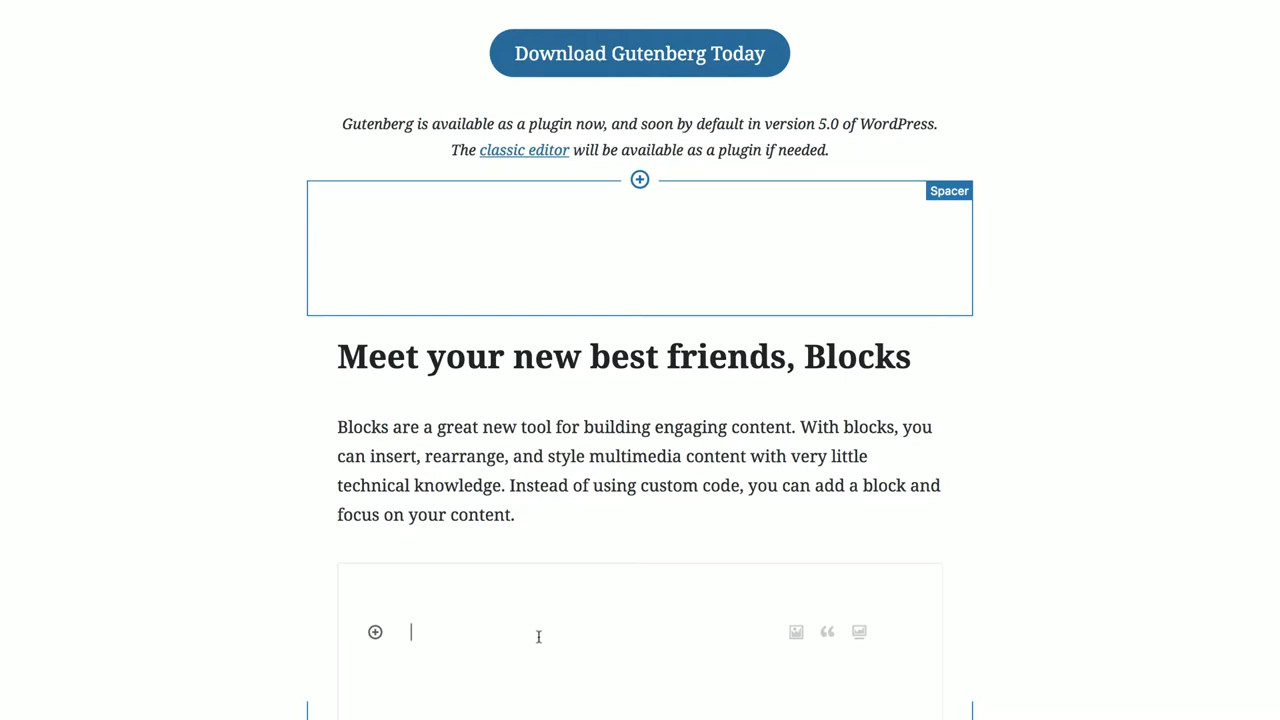 Download Gutenberg Today
Gutenberg is available as a plugin now, and soon by default in version 5.0 of WordPress.
The classic editor will be available as a plugin if needed.
Spacer
Meet your new best friends, Blocks
Blocks are a great new tool for building engaging content. With blocks, you
can insert, rearrange, and style multimedia content with very little
technical knowledge. Instead of using custom code, you can add a block and
focus on your content.